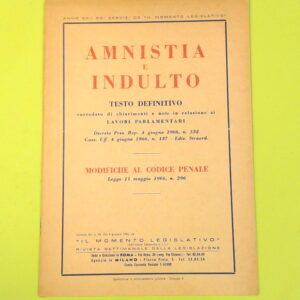 AMNISTIA
E
INDULTO
TESTO DEFINITIVO
corredato di chiarimenti e note in relazione ai
LAVORI PARLAMENTARI
Decreto Pres. Rep. 4 giugno 1966, n. 332
Gazz. Uff. 4 giugno 1966, n. 137 - Ediz. Straord.
MODIFICHE AL CODICE PENALE
Legge 11 maggio 1966, n. 296
"IL MOMENTO LEGISLATIVO"
RIVISTA SETTIMANALE DELLA LEGISLAZIONE